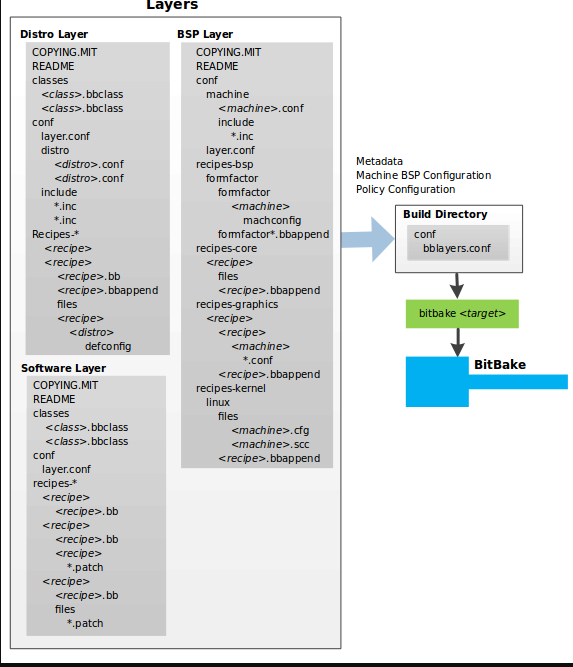 Layers
Distro Layer
COPYING.MIT
README
classes
<class>.bbclass
<class>.bbclass
conf
layer.conf
distro
<distro>.conf
<distro>.conf
include
*.inc
*.inc
Recipes-*
<recipe>
<recipe>
<recipe>.bb
<recipe>.bbappend
files
<recipe>
<distro>
defconfig
Software Layer
COPYING.MIT
README
classes
<class>.bbclass
<class>.bbclass
conf
layer.conf
recipes-*
<recipe>
<recipe>.bb
<recipe>
<recipe>.bb
<recipe>
*.patch
<recipe>
<recipe>.bb
files
*.patch
BSP Layer
COPYING.MIT
README
conf
machine
<machine>.conf
include
*.inc
layer.conf
recipes-bsp
formfactor
formfactor
<machine>
machconfig
formfactor*.bbappend
recipes-core
<recipe>
files
<recipe>.bbappend
recipes-graphics
<recipe>
<recipe>
<machine>
*.conf
<recipe>.bbappend
recipes-kernel
linux
files
<machine>.cfg
<machine>.scc
<recipe>.bbappend
Metadata
Machine BSP Configuration
Policy Configuration
Build Directory
conf
bblayers.conf
bitbake <target>
BitBake